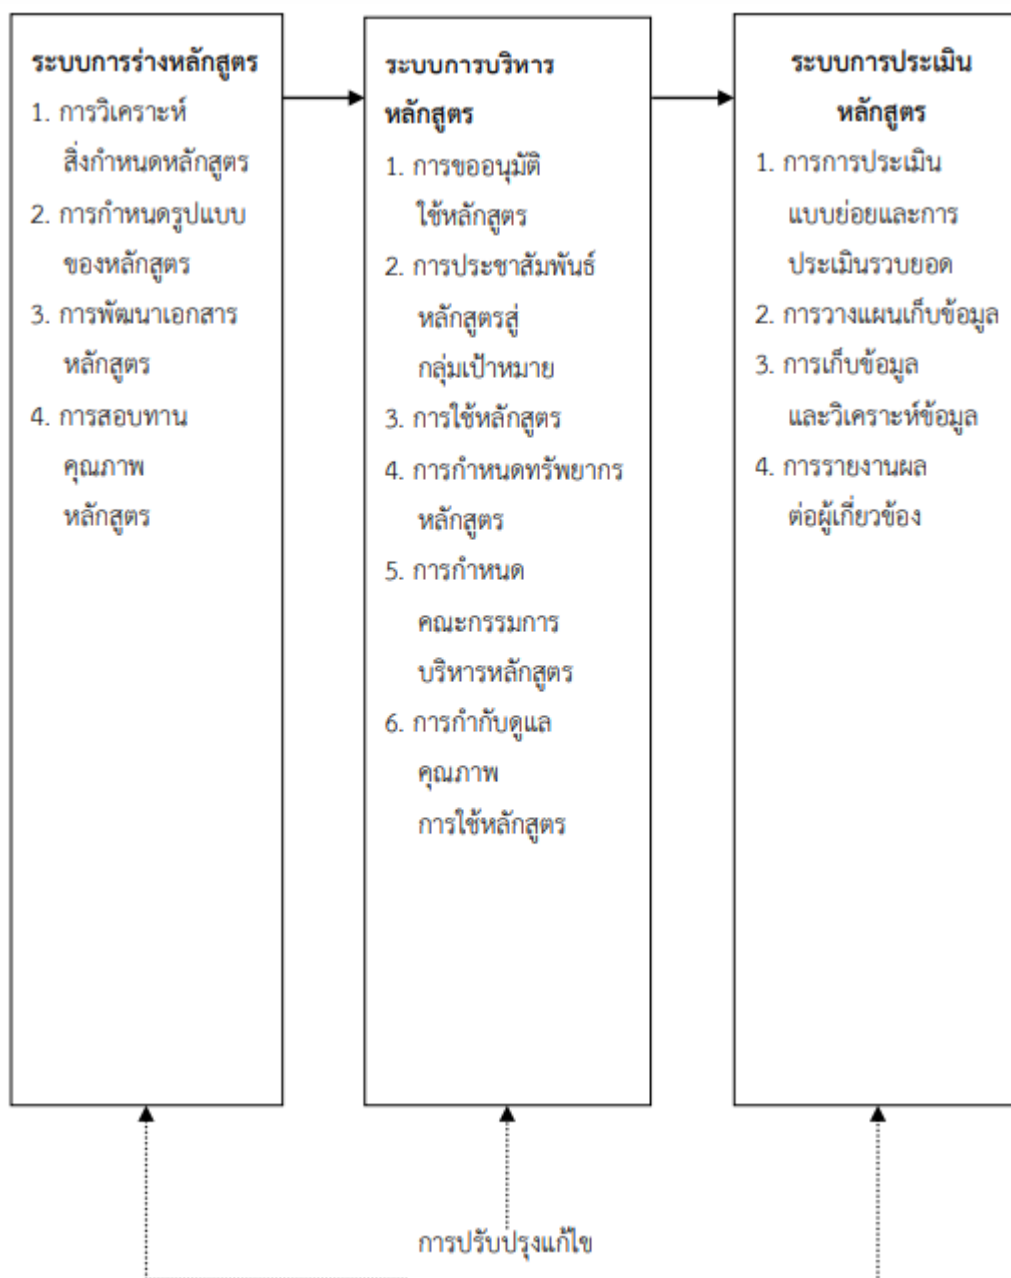 ระบบการร่างหลักสูตร
1. การวิเคราะห์
สิ่งกำหนดหลักสูตร
2. การกำหนดรูปแบบ
ของหลักสูตร
3. การพัฒนาเอกสาร
หลักสูตร
4. การสอบทาน
คุณภาพ
หลักสูตร
ระบบการบริหาร
หลักสูตร
1. การขออนุมัติ
ใช้หลักสูตร
2. การประชาสัมพันธ์
หลักสูตรสู่
กลุ่มเป้าหมาย
3. การใช้หลักสูตร
4. การกำหนดทรัพยากร
หลักสูตร
5. การกำหนด
คณะกรรมการ
บริหารหลักสูตร
6. การกำกับดูแล
คุณภาพ
การใช้หลักสูตร
ระบบการประเมิน
หลักสูตร
1. การการประเมิน
แบบย่อยและการ
ประเมินรวบยอด
2. การวางแผนเก็บข้อมูล
3. การเก็บข้อมูล
และวิเคราะห์ข้อมูล
4. การรายงานผล
ต่อผู้เกี่ยวข้อง
การปรับปรุงแก้ไข